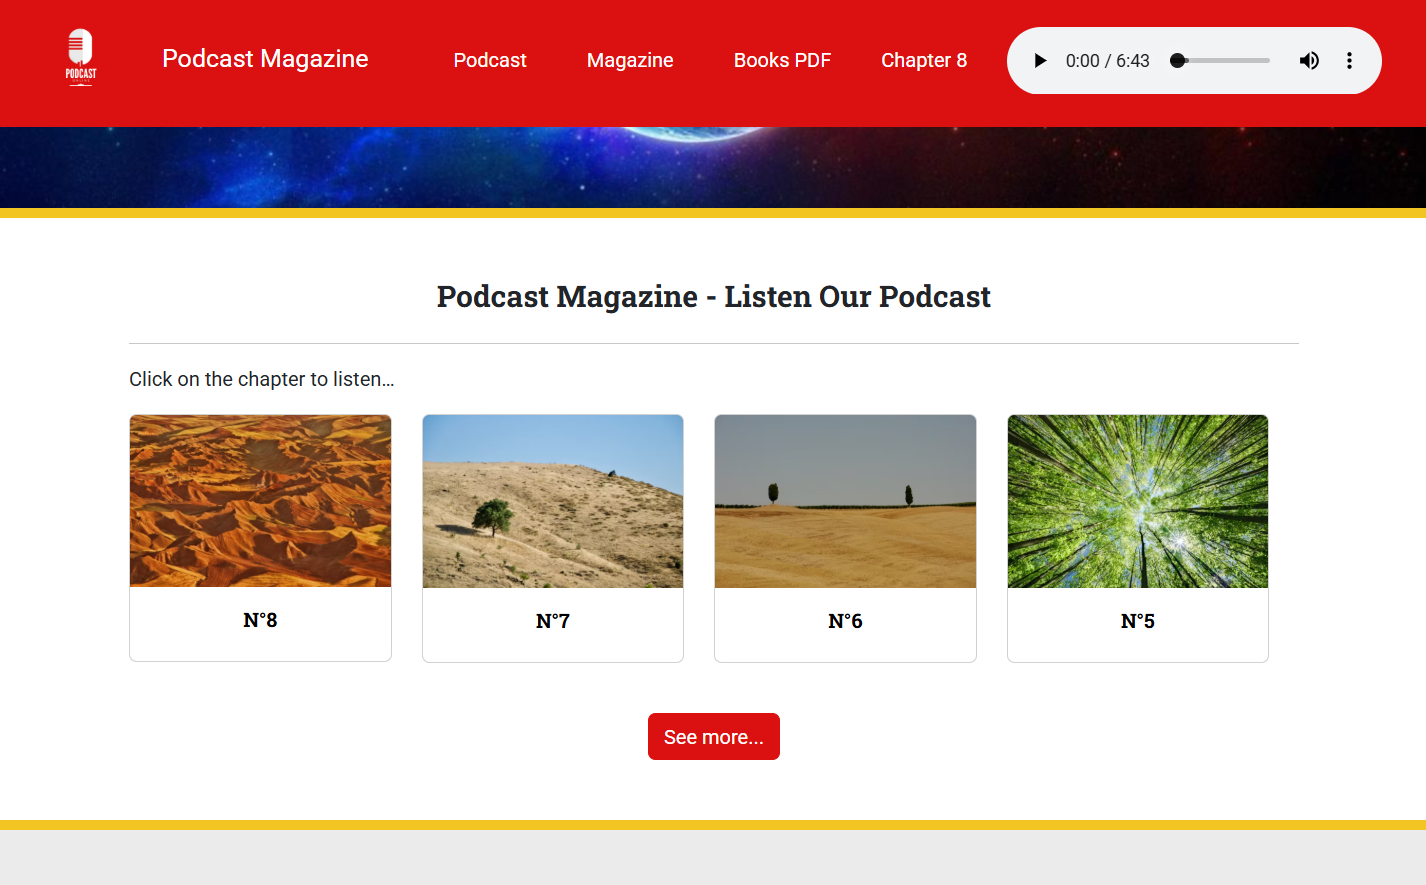 PODCAST
ONLINE
Podcast Magazine
Podcast
Magazine
Books PDF
Chapter 8
0:00 / 6:43
Podcast Magazine - Listen Our Podcast
Click on the chapter to listen...
N°8
N°7
N°6
N°5
See more...